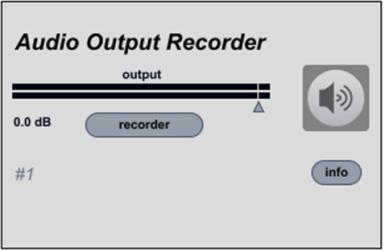 Audio Output Recorder
output
0.0 dB
recorder
#1
info